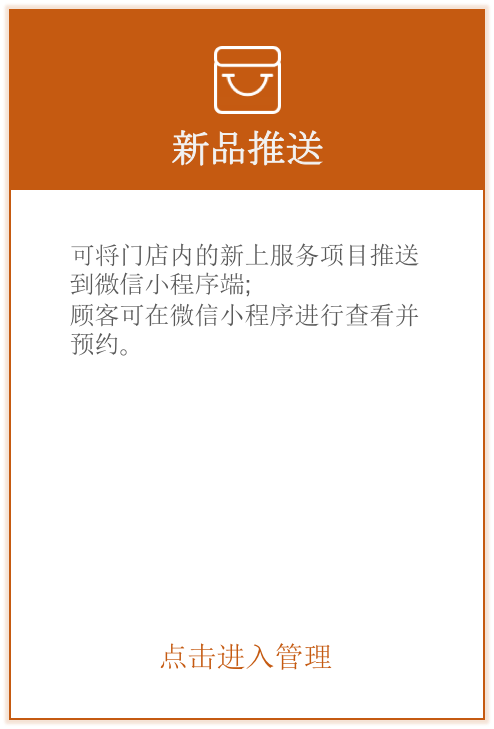 新品推送
可将门店内的新上服务项目推送
到微信小程序端;
顾客可在微信小程序进行查看并
预约。
点击进入管理